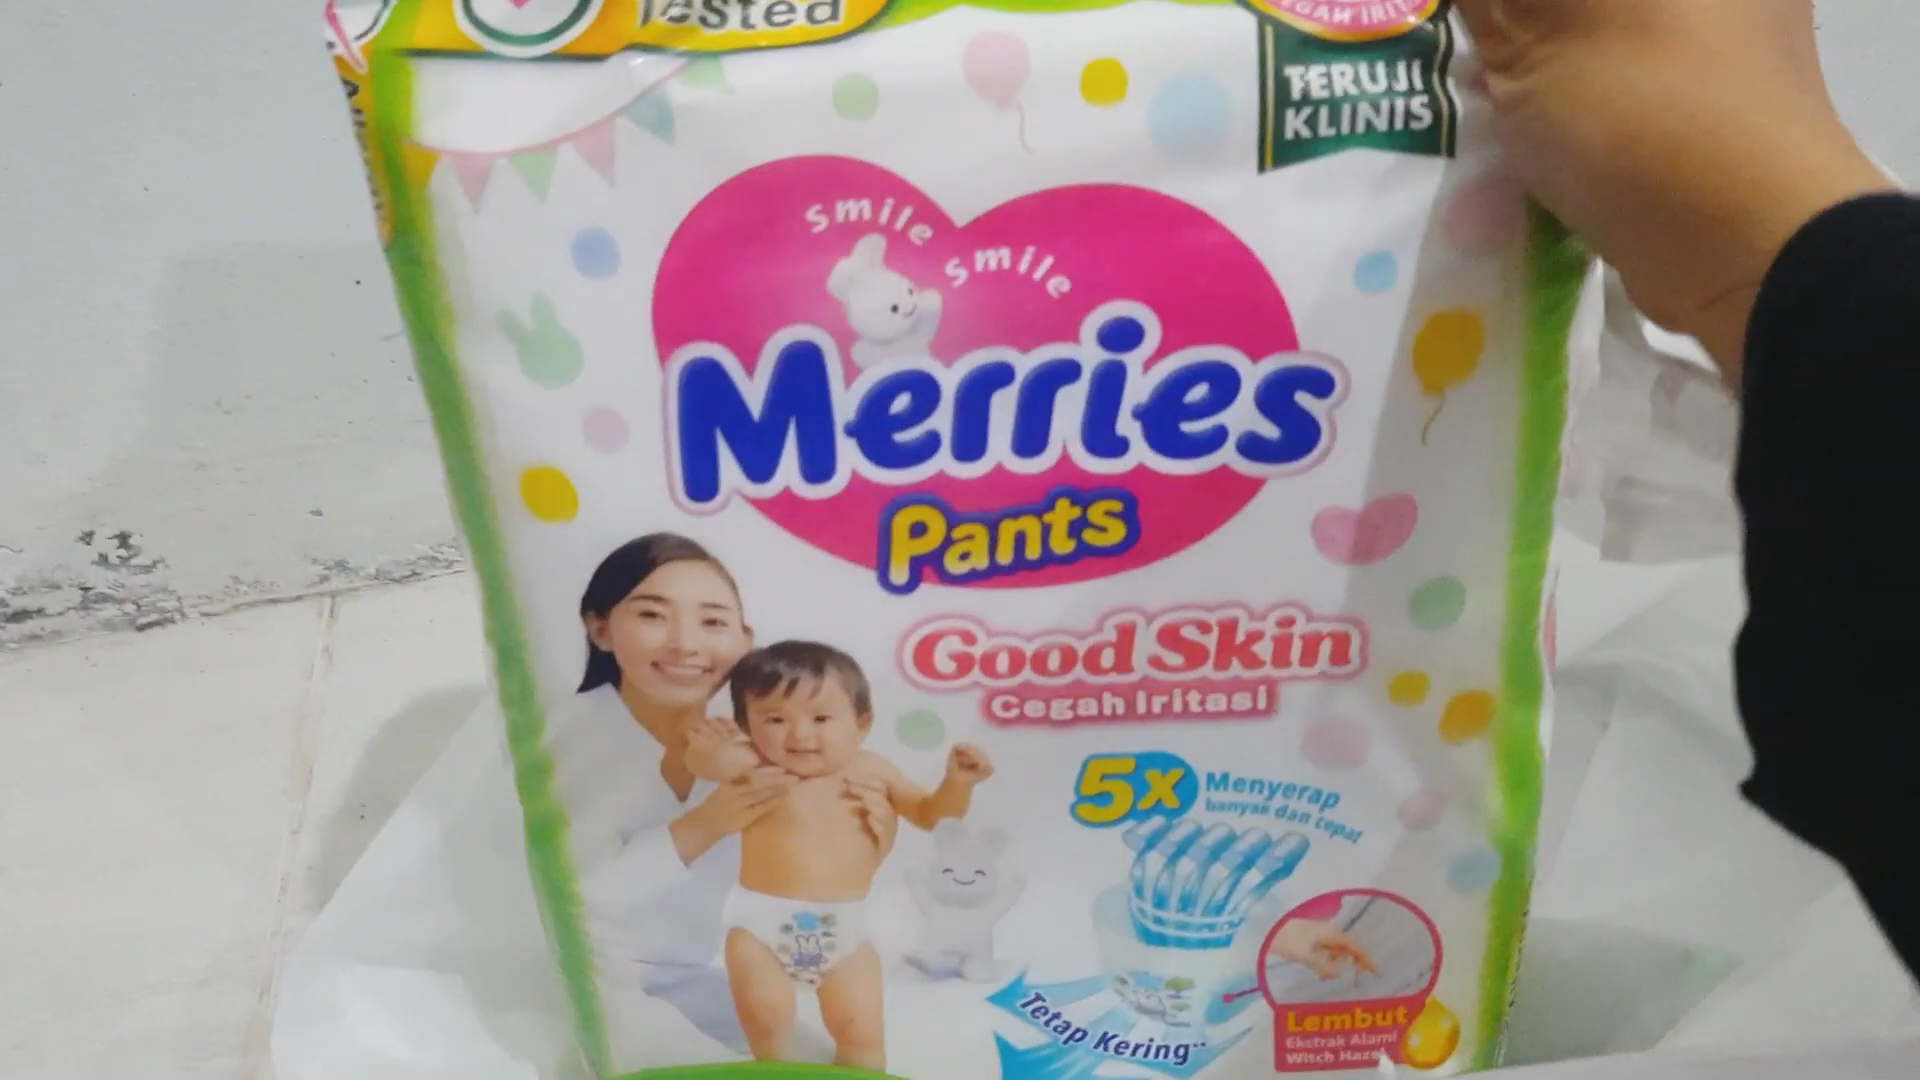 Tested
TERUJI
KLINIS
Smile
Smile
Merries
Pants
Good Skin
Cegah Iritasi
5x
Menyerap
banyak dan cepat
Tetap Kering
Lembut
Ekstrak Alami
Witch Hazel